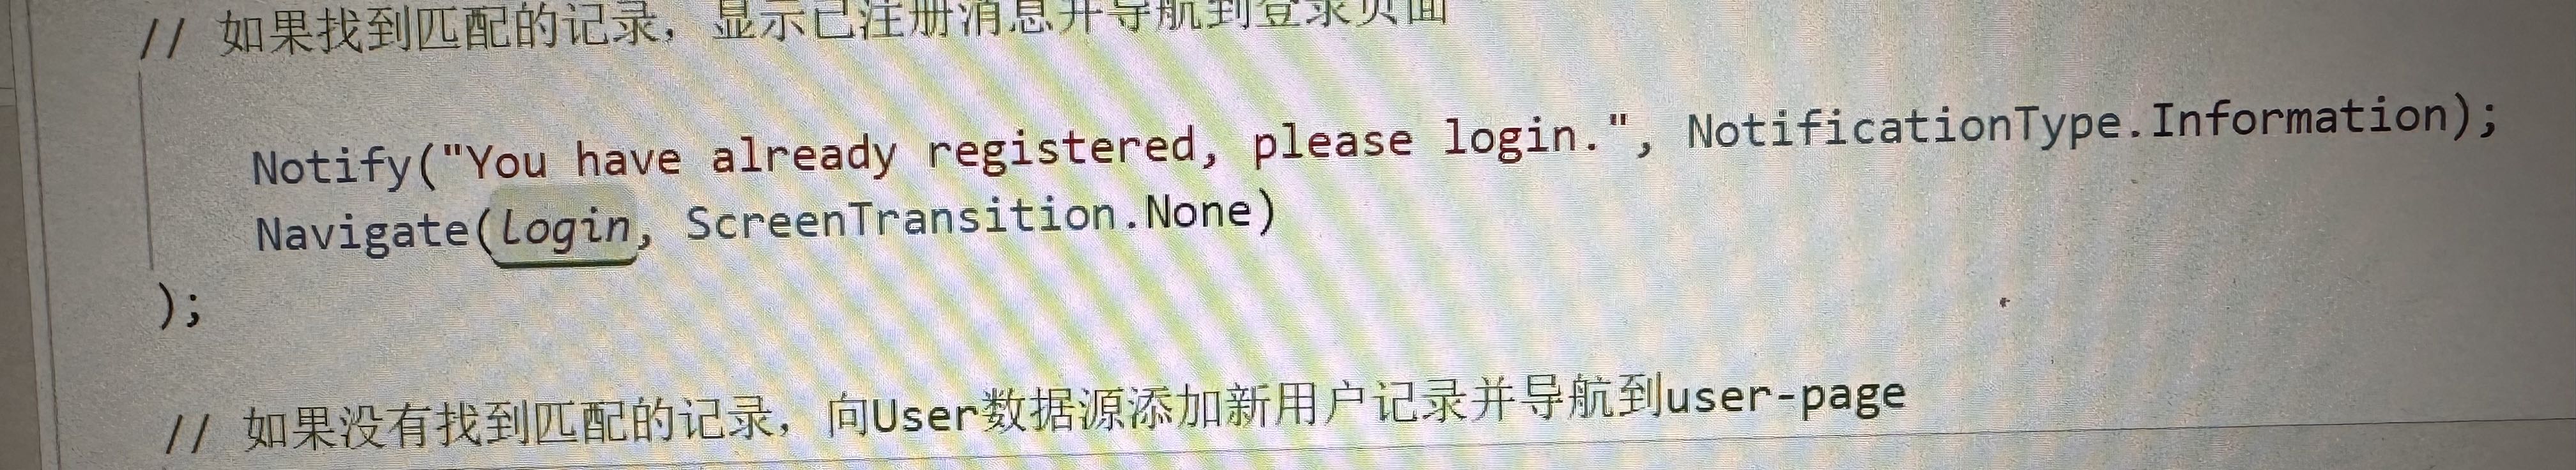 // 如果找到匹配的记录，显示已注册消息并导航到登录页面
Notify("You have already registered, please login.", NotificationType.Information);
Navigate(Login, ScreenTransition.None)
);
// 如果没有找到匹配的记录，向User数据源添加新用户记录并导航到user-page